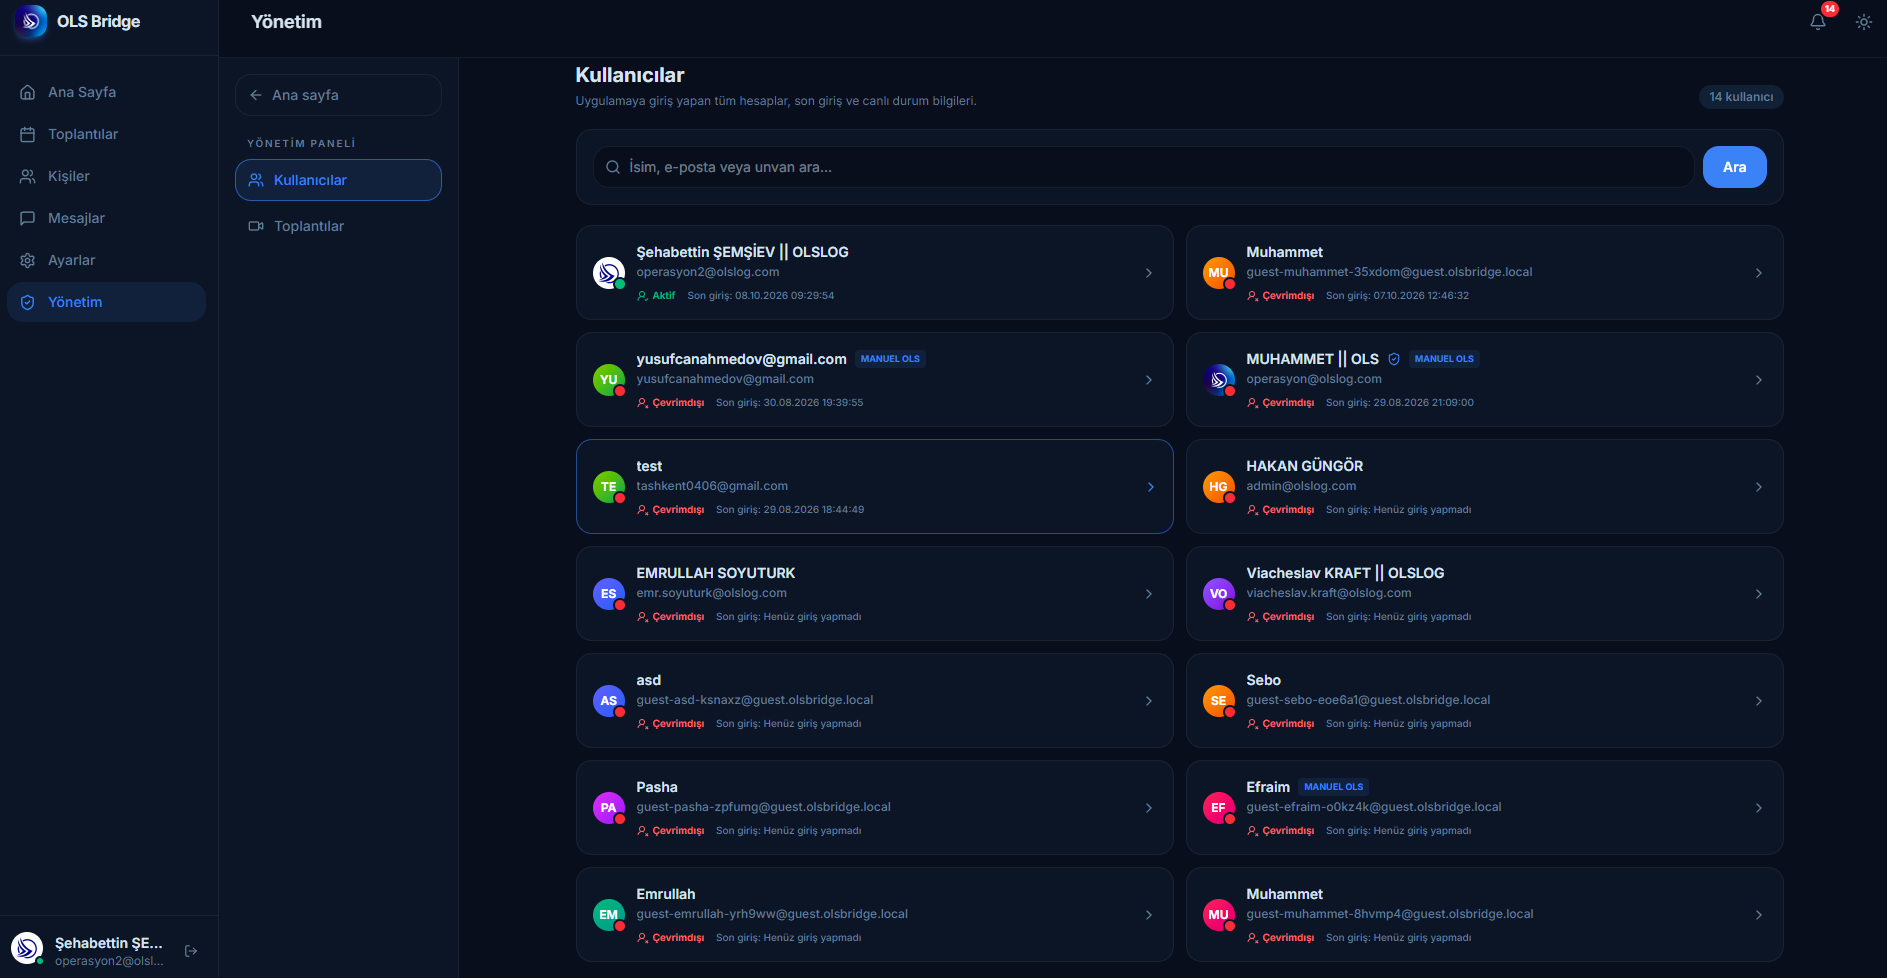 OLS Bridge
Yönetim
14
Ana Sayfa
Toplantılar
Kişiler
Mesajlar
Ayarlar
Yönetim
Ana sayfa
YÖNETİM PANELİ
Kullanıcılar
Toplantılar
Kullanıcılar
Uygulamaya giriş yapan tüm hesaplar, son giriş ve canlı durum bilgileri.
14 kullanıcı
İsim, e-posta veya unvan ara...
Ara
Şehabettin ŞEMŞİEV || OLSLOG
operasyon2@olslog.com
Aktif Son giriş: 08.10.2026 09:29:54
MU
Muhammet
guest-muhammet-35xdom@guest.olsbridge.local
Çevrimdışı Son giriş: 07.10.2026 12:46:32
YU
yusufcanahmedov@gmail.com MANUEL OLS
yusufcanahmedov@gmail.com
Çevrimdışı Son giriş: 30.08.2026 19:39:55
MUHAMMET || OLS MANUEL OLS
operasyon@olslog.com
Çevrimdışı Son giriş: 29.08.2026 21:09:00
TE
test
tashkent0406@gmail.com
Çevrimdışı Son giriş: 29.08.2026 18:44:49
HG
HAKAN GÜNGÖR
admin@olslog.com
Çevrimdışı Son giriş: Henüz giriş yapmadı
ES
EMRULLAH SOYUTURK
emr.soyuturk@olslog.com
Çevrimdışı Son giriş: Henüz giriş yapmadı
VO
Viacheslav KRAFT || OLSLOG
viacheslav.kraft@olslog.com
Çevrimdışı Son giriş: Henüz giriş yapmadı
AS
asd
guest-asd-ksnaxz@guest.olsbridge.local
Çevrimdışı Son giriş: Henüz giriş yapmadı
SE
Sebo
guest-sebo-eoe6a1@guest.olsbridge.local
Çevrimdışı Son giriş: Henüz giriş yapmadı
PA
Pasha
guest-pasha-zpfumg@guest.olsbridge.local
Çevrimdışı Son giriş: Henüz giriş yapmadı
EF
Efraim MANUEL OLS
guest-efraim-o0kz4k@guest.olsbridge.local
Çevrimdışı Son giriş: Henüz giriş yapmadı
EM
Emrullah
guest-emrullah-yrh9ww@guest.olsbridge.local
Çevrimdışı Son giriş: Henüz giriş yapmadı
MU
Muhammet
guest-muhammet-8hvmp4@guest.olsbridge.local
Çevrimdışı Son giriş: Henüz giriş yapmadı
Şehabettin ŞE...
operasyon2@olsl...